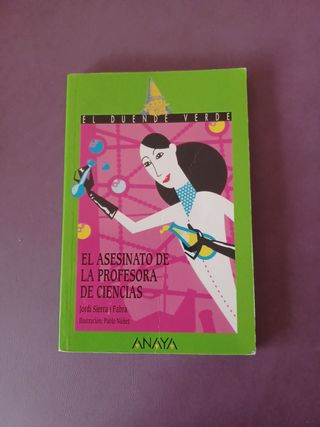 EL DUENDE VERDE
EL ASESINATO DE
LA PROFESORA
DE CIENCIAS
Jordi Sierra i Fabra
Ilustración: Pablo Núñez
ANAYA